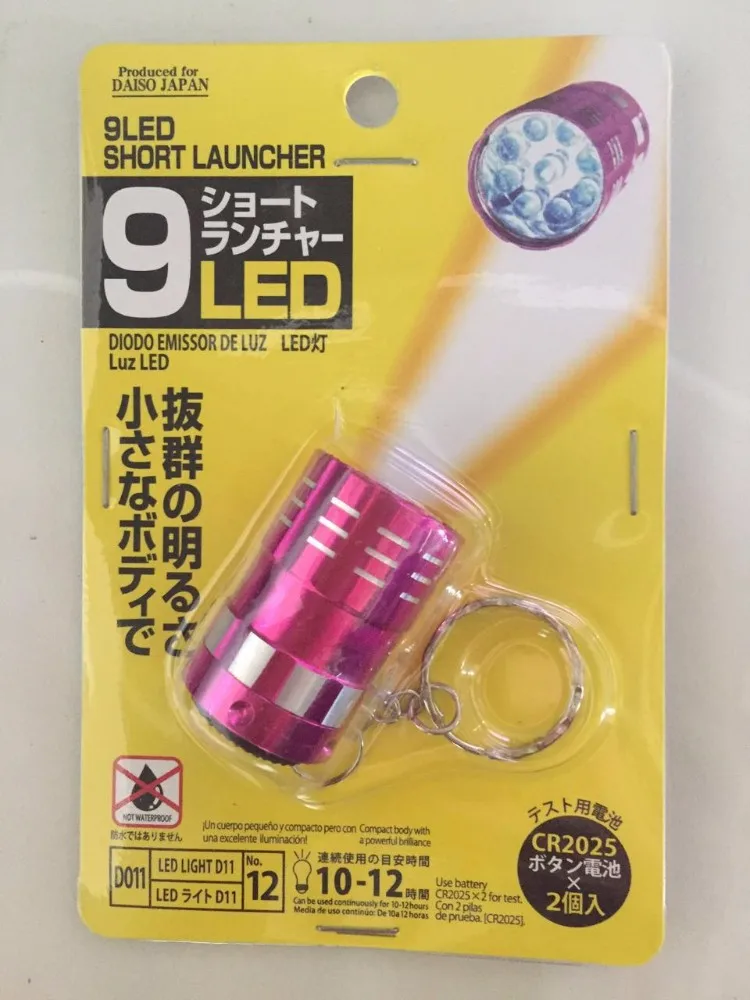 Produced for
DAISO JAPAN
9LED
SHORT LAUNCHER
9
ショート
ランチャー
LED
DIODO EMISSOR DE LUZ LED灯
Luz LED
小さなボディで
抜群の明るさ
NOT WATERPROOF
防水ではありません
¡Un cuerpo pequeño y compacto pero con
una excelente iluminación!
Compact body with
a powerful brilliance
D011
LED LIGHT D11
LED ライト D11
No.
12
連続使用の目安時間
10-12時間
Can be used continuously for 10-12hours
Media de uso continúo: De 10 a 12 horas
Use battery
CR2025×2 for test.
Con 2 pilas
de prueba. [CR2025].
テスト用電池
CR2025
ボタン電池
×
2個入